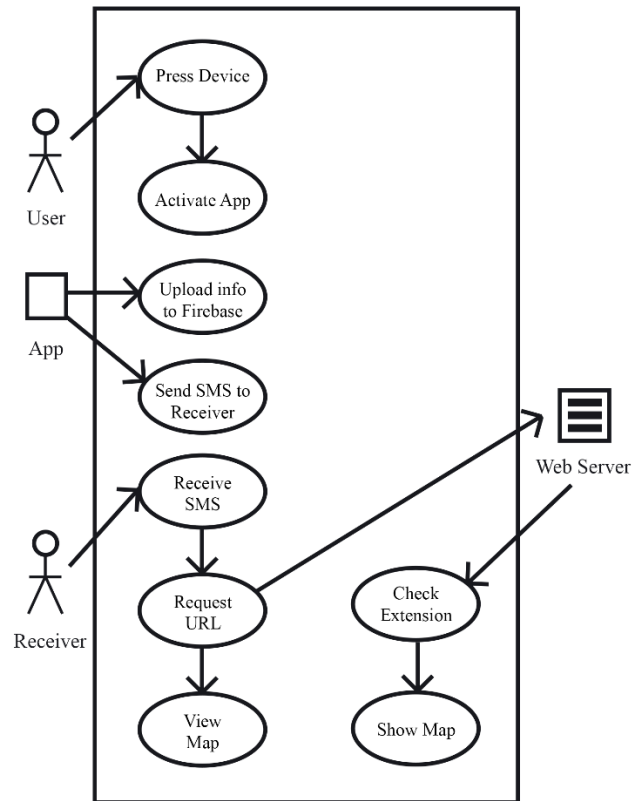 Press Device
User
Activate App
App
Upload info
to Firebase
Send SMS to
Receiver
Web Server
Receive
SMS
Receiver
Request
URL
Check
Extension
View
Map
Show Map